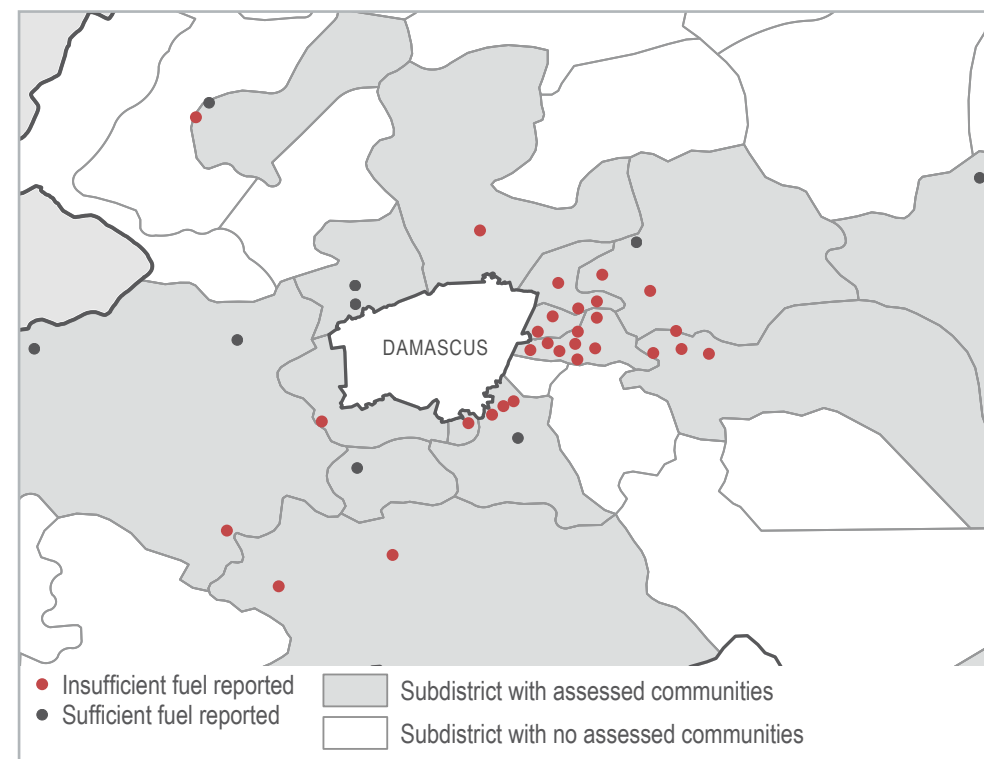 DAMASCUS
Insufficient fuel reported
Sufficient fuel reported
Subdistrict with assessed communities
Subdistrict with no assessed communities